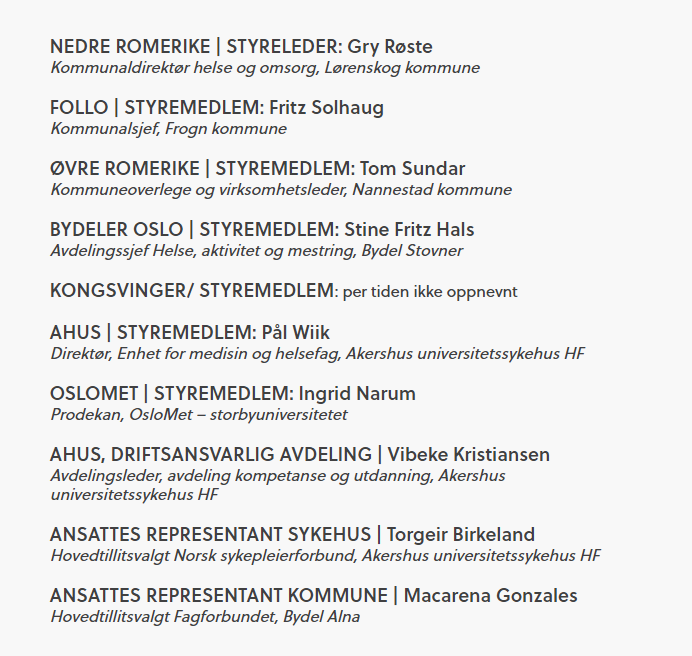 NEDRE ROMERIKE | STYRELEDER: Gry Røste
Kommunaldirektør helse og omsorg, Lørenskog kommune
FOLLO | STYREMEDLEM: Fritz Solhaug
Kommunalsjef, Frogn kommune
ØVRE ROMERIKE | STYREMEDLEM: Tom Sundar
Kommuneoverlege og virksomhetsleder, Nannestad kommune
BYDELER OSLO | STYREMEDLEM: Stine Fritz Hals
Avdelingssjef Helse, aktivitet og mestring, Bydel Stovner
KONGSVINGER/ STYREMEDLEM: per tiden ikke oppnevnt
AHUS | STYREMEDLEM: Pål Wiik
Direktør, Enhet for medisin og helsefag, Akershus universitetssykehus HF
OSLOMET | STYREMEDLEM: Ingrid Narum
Prodekan, OsloMet – storbyuniversitetet
AHUS, DRIFTSANSVARLIG AVDELING | Vibeke Kristiansen
Avdelingsleder, avdeling kompetanse og utdanning, Akershus
universitetssykehus HF
ANSATTES REPRESENTANT SYKEHUS | Torgeir Birkeland
Hovedtillitsvalgt Norsk sykepleierforbund, Akershus universitetssykehus HF
ANSATTES REPRESENTANT KOMMUNE | Macarena Gonzales
Hovedtillitsvalgt Fagforbundet, Bydel Alna